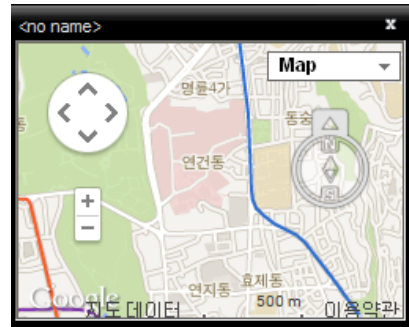 <no name>
x
Map
명륜4가
동숭
동
연건동
N
S
+
−
연지동
효제동
Google
지도 데이터
500 m
이용약관